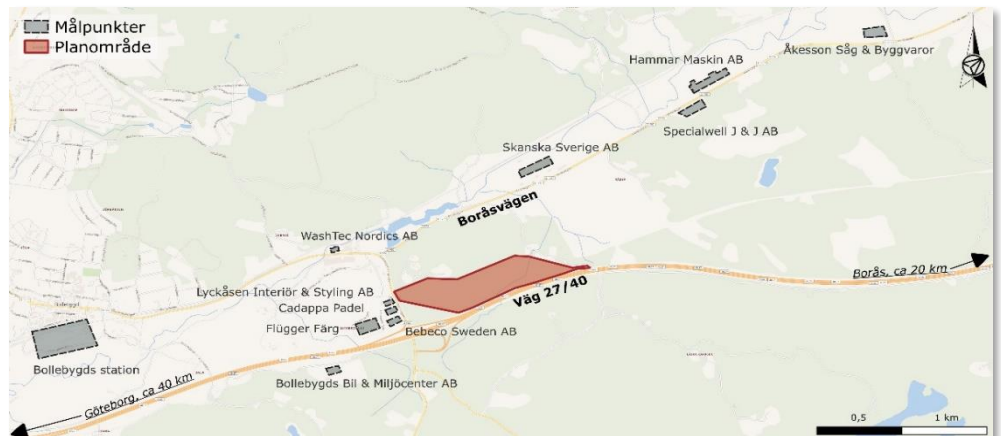 Målpunkter
Planområde
Åkesson Såg & Byggvaror
Hammar Maskin AB
Specialwell J & J AB
Skanska Sverige AB
Boråsvägen
WashTec Nordics AB
Borås, ca 20 km
Väg 27/40
Lyckåsen Interiör & Styling AB
Cadappa Padel
Flügger Färg
Bebeco Sweden AB
Bollebygds station
Bollebygds Bil & Miljöcenter AB
Göteborg, ca 40 km
0,5
1 km